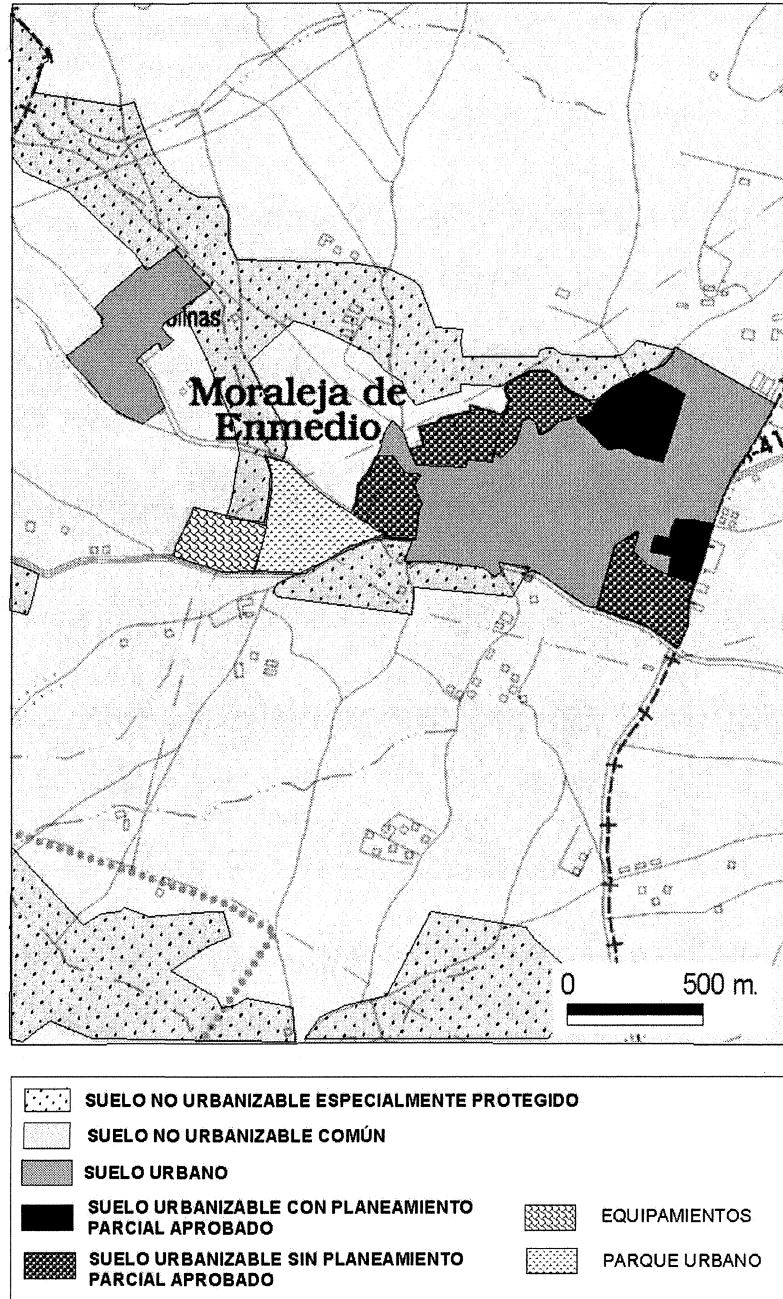 Moraleja de
Enmedio
0 500 m.
SUELO NO URBANIZABLE ESPECIALMENTE PROTEGIDO
SUELO NO URBANIZABLE COMÚN
SUELO URBANO
SUELO URBANIZABLE CON PLANEAMIENTO
PARCIAL APROBADO
SUELO URBANIZABLE SIN PLANEAMIENTO
PARCIAL APROBADO
EQUIPAMIENTOS
PARQUE URBANO